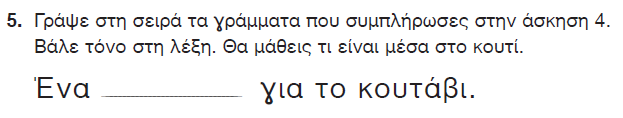 5. Γράψε στη σειρά τα γράμματα που συμπλήρωσες στην άσκηση 4.
Βάλε τόνο στη λέξη. Θα μάθεις τι είναι μέσα στο κουτί.
Ένα ____________ για το κουτάβι.